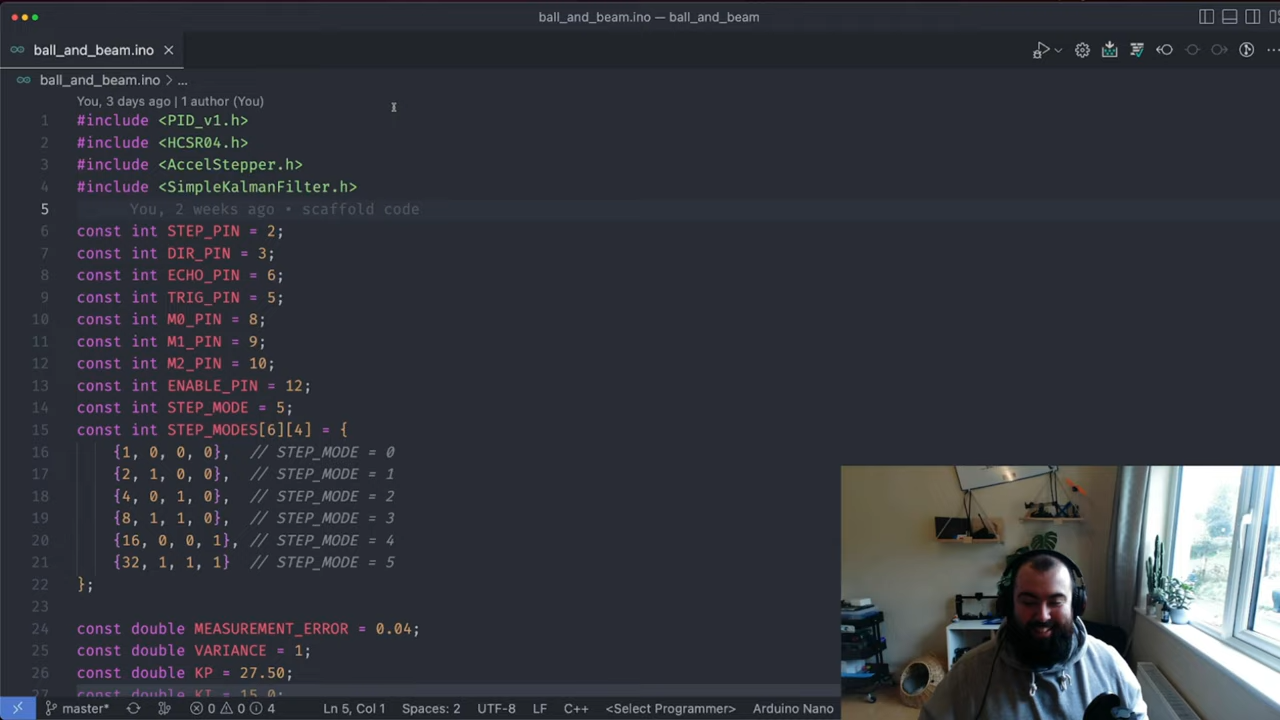 ball_and_beam.ino — ball_and_beam
ball_and_beam.ino
ball_and_beam.ino > ...
You, 3 days ago | 1 author (You)
1 #include <PID_v1.h>
2 #include <HCSR04.h>
3 #include <AccelStepper.h>
4 #include <SimpleKalmanFilter.h>
5 You, 2 weeks ago • scaffold code
6 const int STEP_PIN = 2;
7 const int DIR_PIN = 3;
8 const int ECHO_PIN = 6;
9 const int TRIG_PIN = 5;
10 const int M0_PIN = 8;
11 const int M1_PIN = 9;
12 const int M2_PIN = 10;
13 const int ENABLE_PIN = 12;
14 const int STEP_MODE = 5;
15 const int STEP_MODES[6][4] = {
16 {1, 0, 0, 0}, // STEP_MODE = 0
17 {2, 1, 0, 0}, // STEP_MODE = 1
18 {4, 0, 1, 0}, // STEP_MODE = 2
19 {8, 1, 1, 0}, // STEP_MODE = 3
20 {16, 0, 0, 1}, // STEP_MODE = 4
21 {32, 1, 1, 1} // STEP_MODE = 5
22 };
23
24 const double MEASUREMENT_ERROR = 0.04;
25 const double VARIANCE = 1;
26 const double KP = 27.50;
27 const double KI = 15.0;
master* 0 0 4 Ln 5, Col 1 Spaces: 2 UTF-8 LF C++ <Select Programmer> Arduino Nano